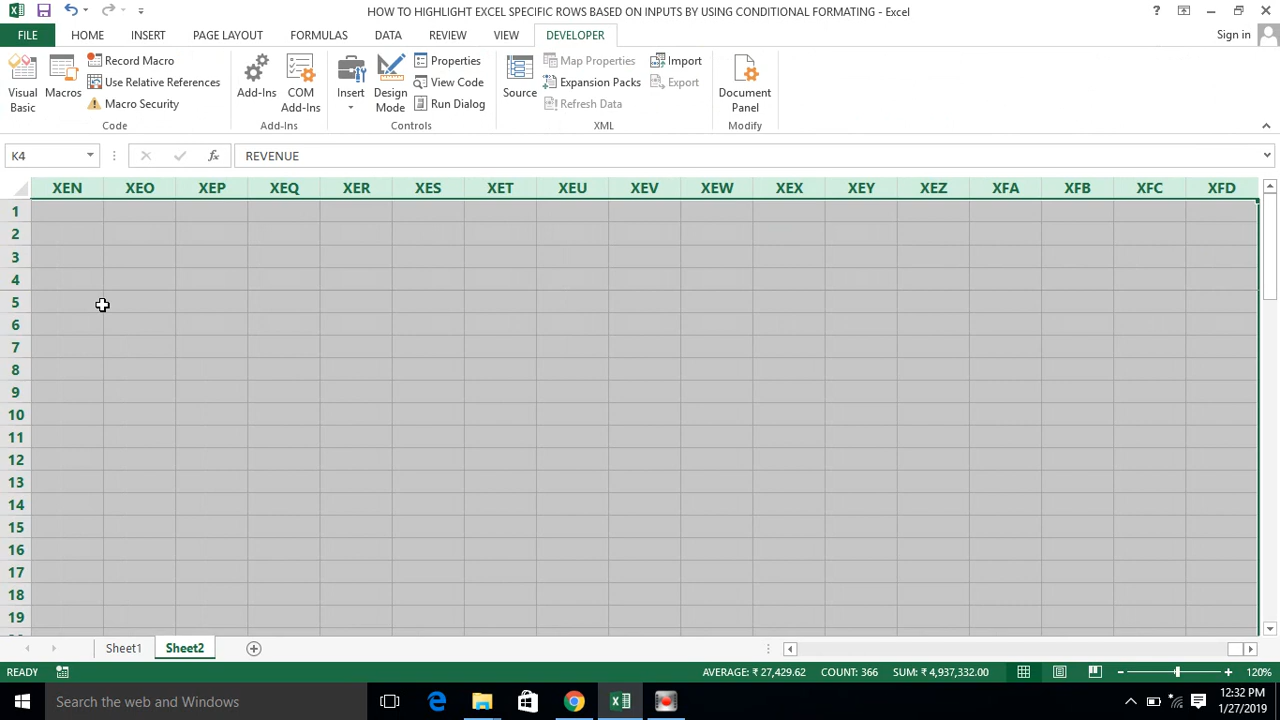 HOW TO HIGHLIGHT EXCEL SPECIFIC ROWS BASED ON INPUTS BY USING CONDITIONAL FORMATING - Excel
FILE HOME INSERT PAGE LAYOUT FORMULAS DATA REVIEW VIEW DEVELOPER Sign in
Visual Basic
Macros
Record Macro
Use Relative References
Macro Security
Code
Add-Ins
COM Add-Ins
Add-Ins
Insert
Design Mode
Properties
View Code
Run Dialog
Controls
Source
Map Properties
Expansion Packs
Refresh Data
Import
Export
XML
Document Panel
Modify
K4 fx REVENUE
XEN XEO XEP XEQ XER XES XET XEU XEV XEW XEX XEY XEZ XFA XFB XFC XFD
1
2
3
4
5
6
7
8
9
10
11
12
13
14
15
16
17
18
19
Sheet1 Sheet2
READY AVERAGE: ₹ 27,429.62 COUNT: 366 SUM: ₹ 4,937,332.00 120%
Search the web and Windows
12:32 PM
1/27/2019